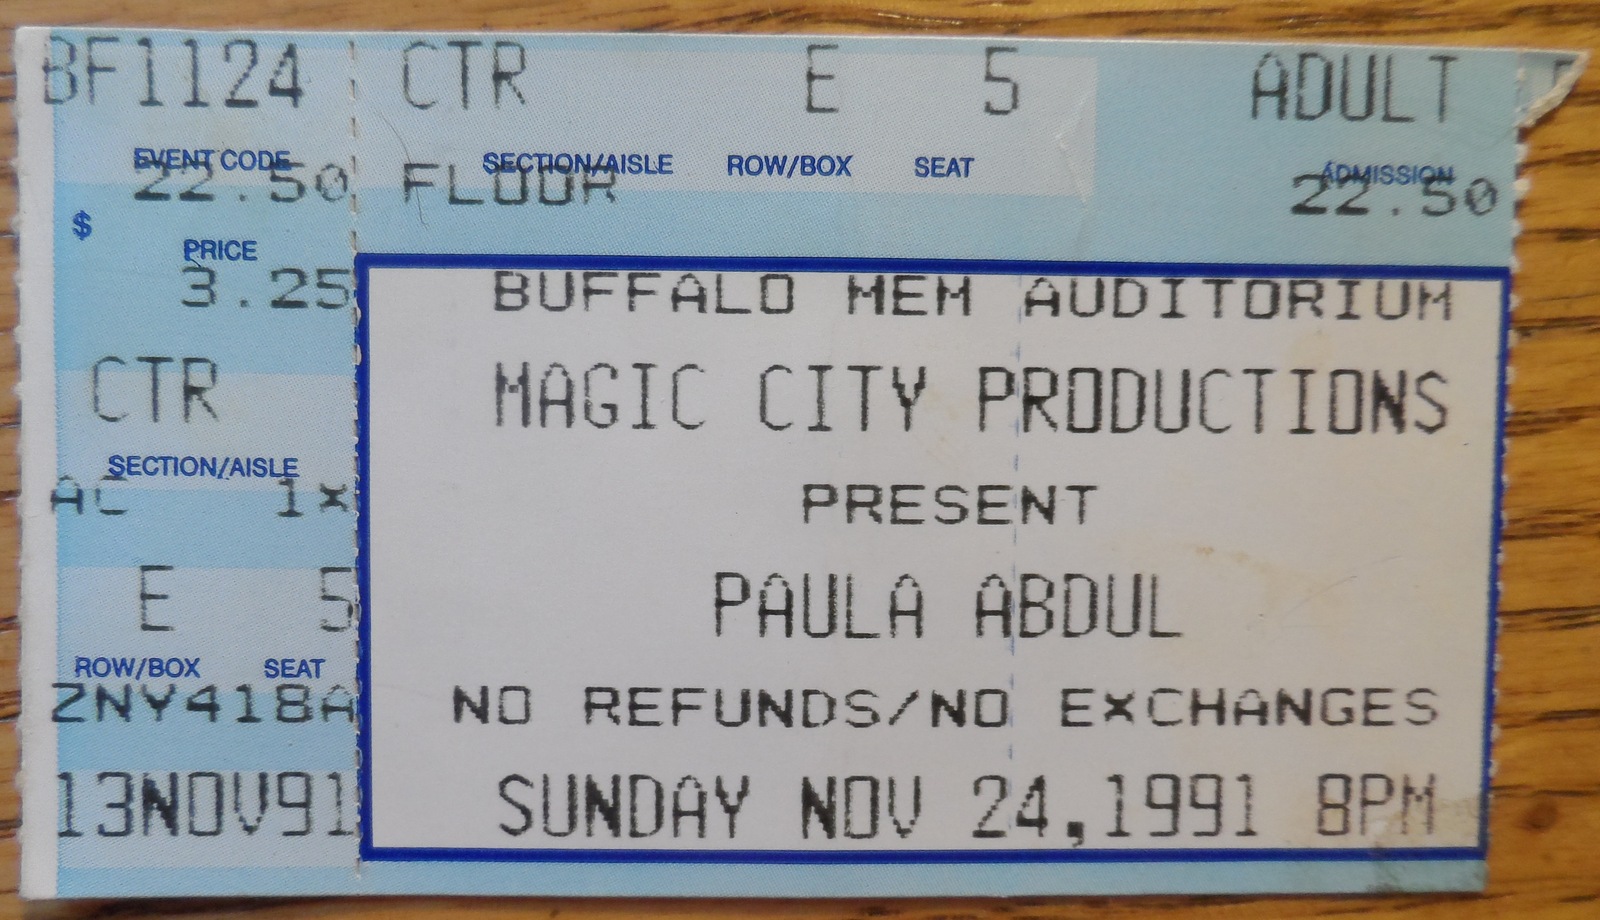 BF1124 CTR E 5 ADULT
EVENT CODE SECTION/AISLE ROW/BOX SEAT ADMISSION
22.50 FLOOR 22.50
$
PRICE
3.25 BUFFALO MEM AUDITORIUM
CTR MAGIC CITY PRODUCTIONS
SECTION/AISLE
AC 1X PRESENT
E 5 PAULA ABDUL
ROW/BOX SEAT
ZNY418A NO REFUNDS/NO EXCHANGES
13NOV91 SUNDAY NOV 24,1991 8PM